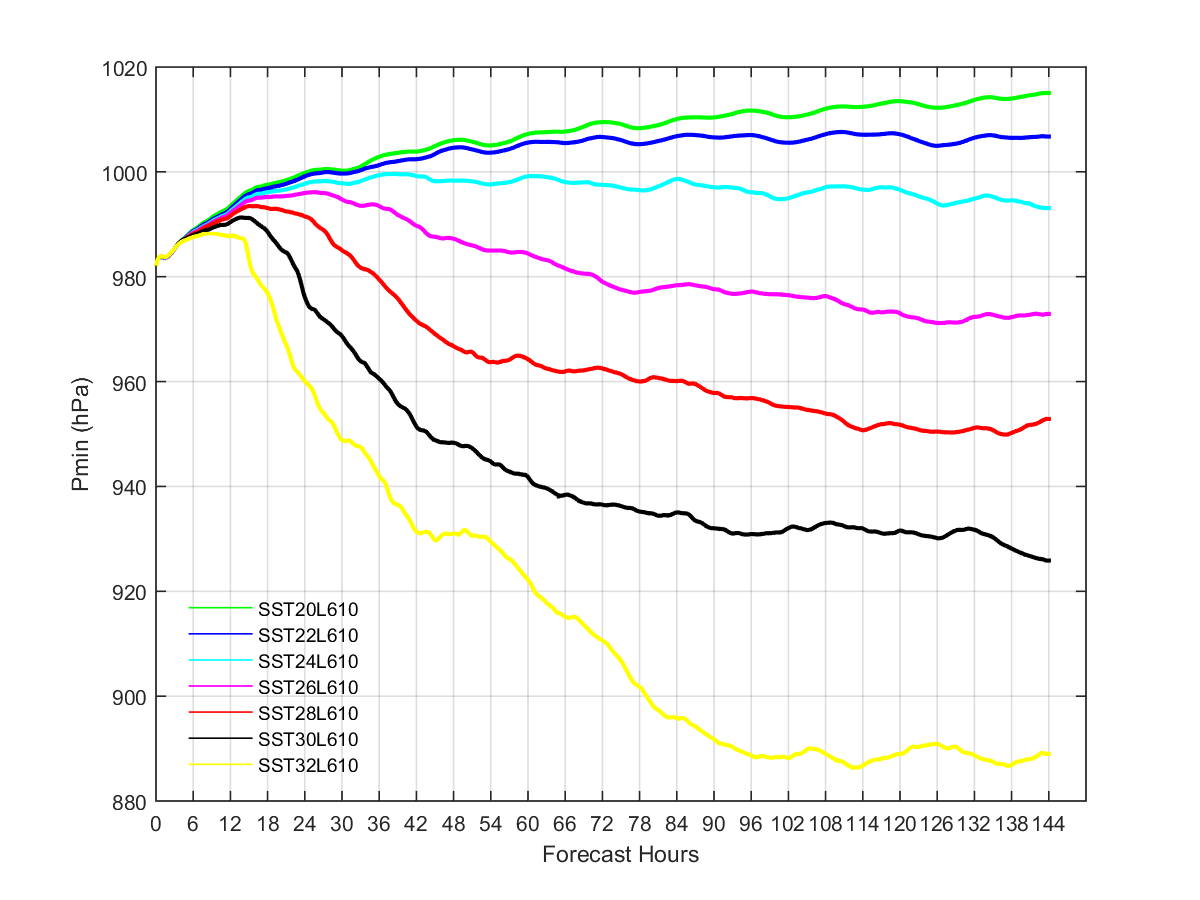 1020
1000
980
960
940
920
900
880
Pmin (hPa)
SST20L610
SST22L610
SST24L610
SST26L610
SST28L610
SST30L610
SST32L610
0 6 12 18 24 30 36 42 48 54 60 66 72 78 84 90 96 102 108 114 120 126 132 138 144
Forecast Hours